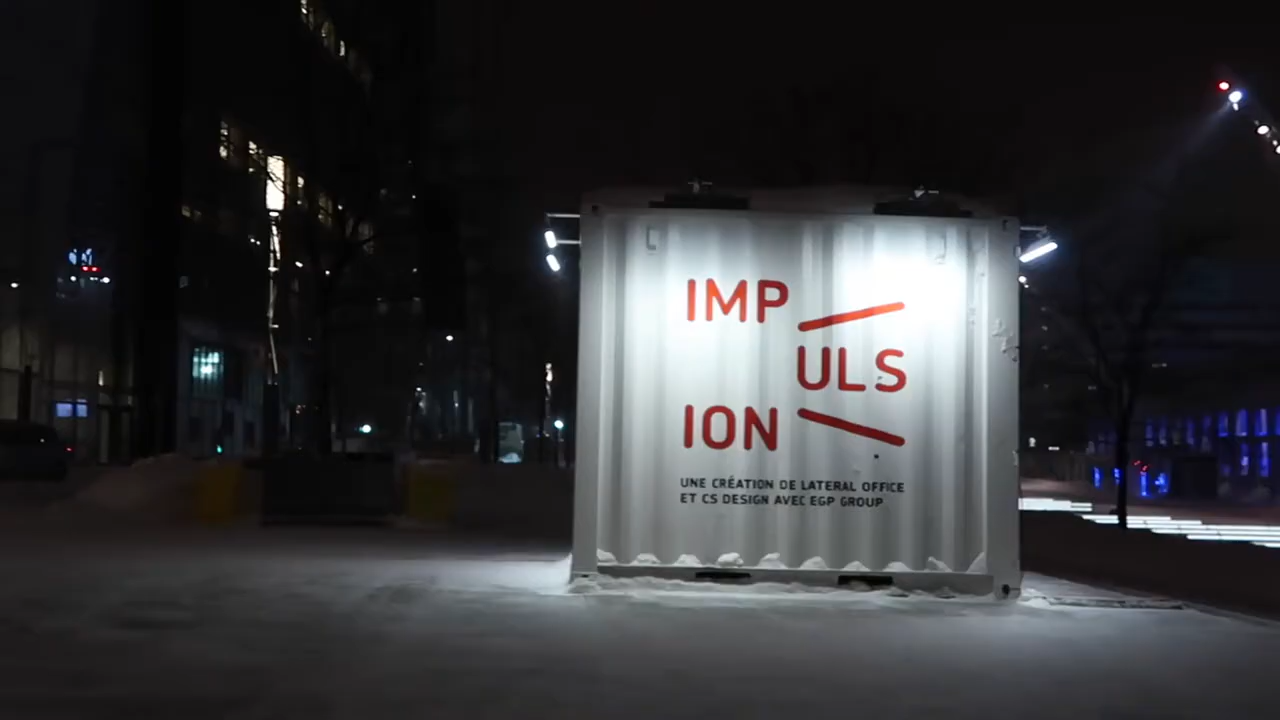 IMP
ULS
ION
UNE CRÉATION DE LATERAL OFFICE
ET CS DESIGN AVEC EGP GROUP